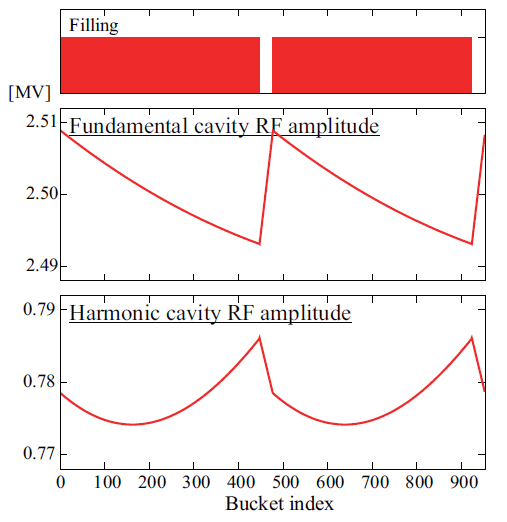 Filling
[MV]
2.51
Fundamental cavity RF amplitude
2.50
2.49
0.79
Harmonic cavity RF amplitude
0.78
0.77
0 100 200 300 400 500 600 700 800 900
Bucket index